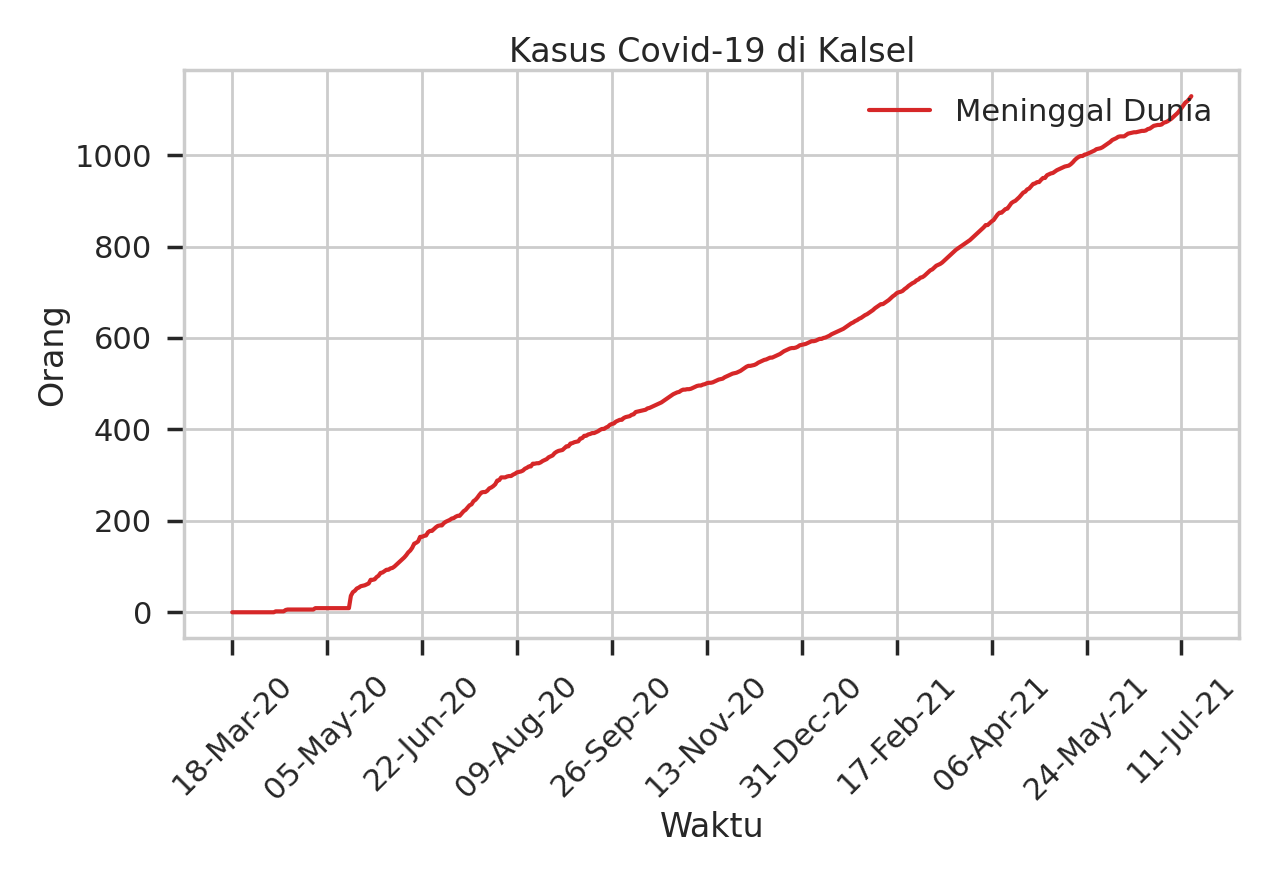 Kasus Covid-19 di Kalsel
Meninggal Dunia
Orang
1000
800
600
400
200
0
18-Mar-20
05-May-20
22-Jun-20
09-Aug-20
26-Sep-20
13-Nov-20
31-Dec-20
17-Feb-21
06-Apr-21
24-May-21
11-Jul-21
Waktu